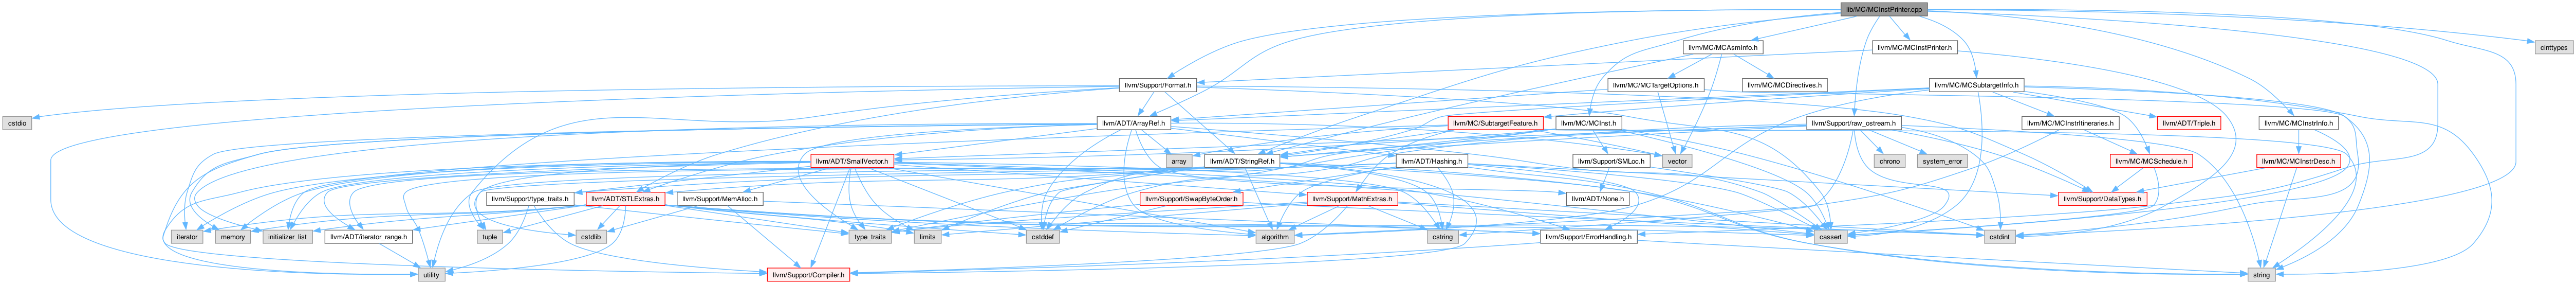 lib/MC/MCInstPrinter.cpp
llvm/MC/MCAsmInfo.h
llvm/MC/MCInstPrinter.h
cinttypes
llvm/Support/Format.h
llvm/MC/MCTargetOptions.h
llvm/MC/MCDirectives.h
llvm/MC/MCSubtargetInfo.h
cstdio
llvm/ADT/ArrayRef.h
llvm/MC/SubtargetFeature.h
llvm/MC/MCInst.h
llvm/Support/raw_ostream.h
llvm/MC/MCInstrItineraries.h
llvm/ADT/Triple.h
llvm/MC/MCInstrInfo.h
llvm/ADT/SmallVector.h
array
llvm/ADT/StringRef.h
llvm/ADT/Hashing.h
vector
llvm/Support/SMLoc.h
chrono
system_error
llvm/MC/MCSchedule.h
llvm/MC/MCInstrDesc.h
llvm/Support/type_traits.h
llvm/ADT/STLExtras.h
llvm/Support/MemAlloc.h
llvm/Support/SwapByteOrder.h
llvm/Support/MathExtras.h
llvm/ADT/None.h
llvm/Support/DataTypes.h
iterator
memory
initializer_list
llvm/ADT/iterator_range.h
tuple
cstdlib
type_traits
limits
cstddef
algorithm
cstring
llvm/Support/ErrorHandling.h
cassert
cstdint
utility
llvm/Support/Compiler.h
string